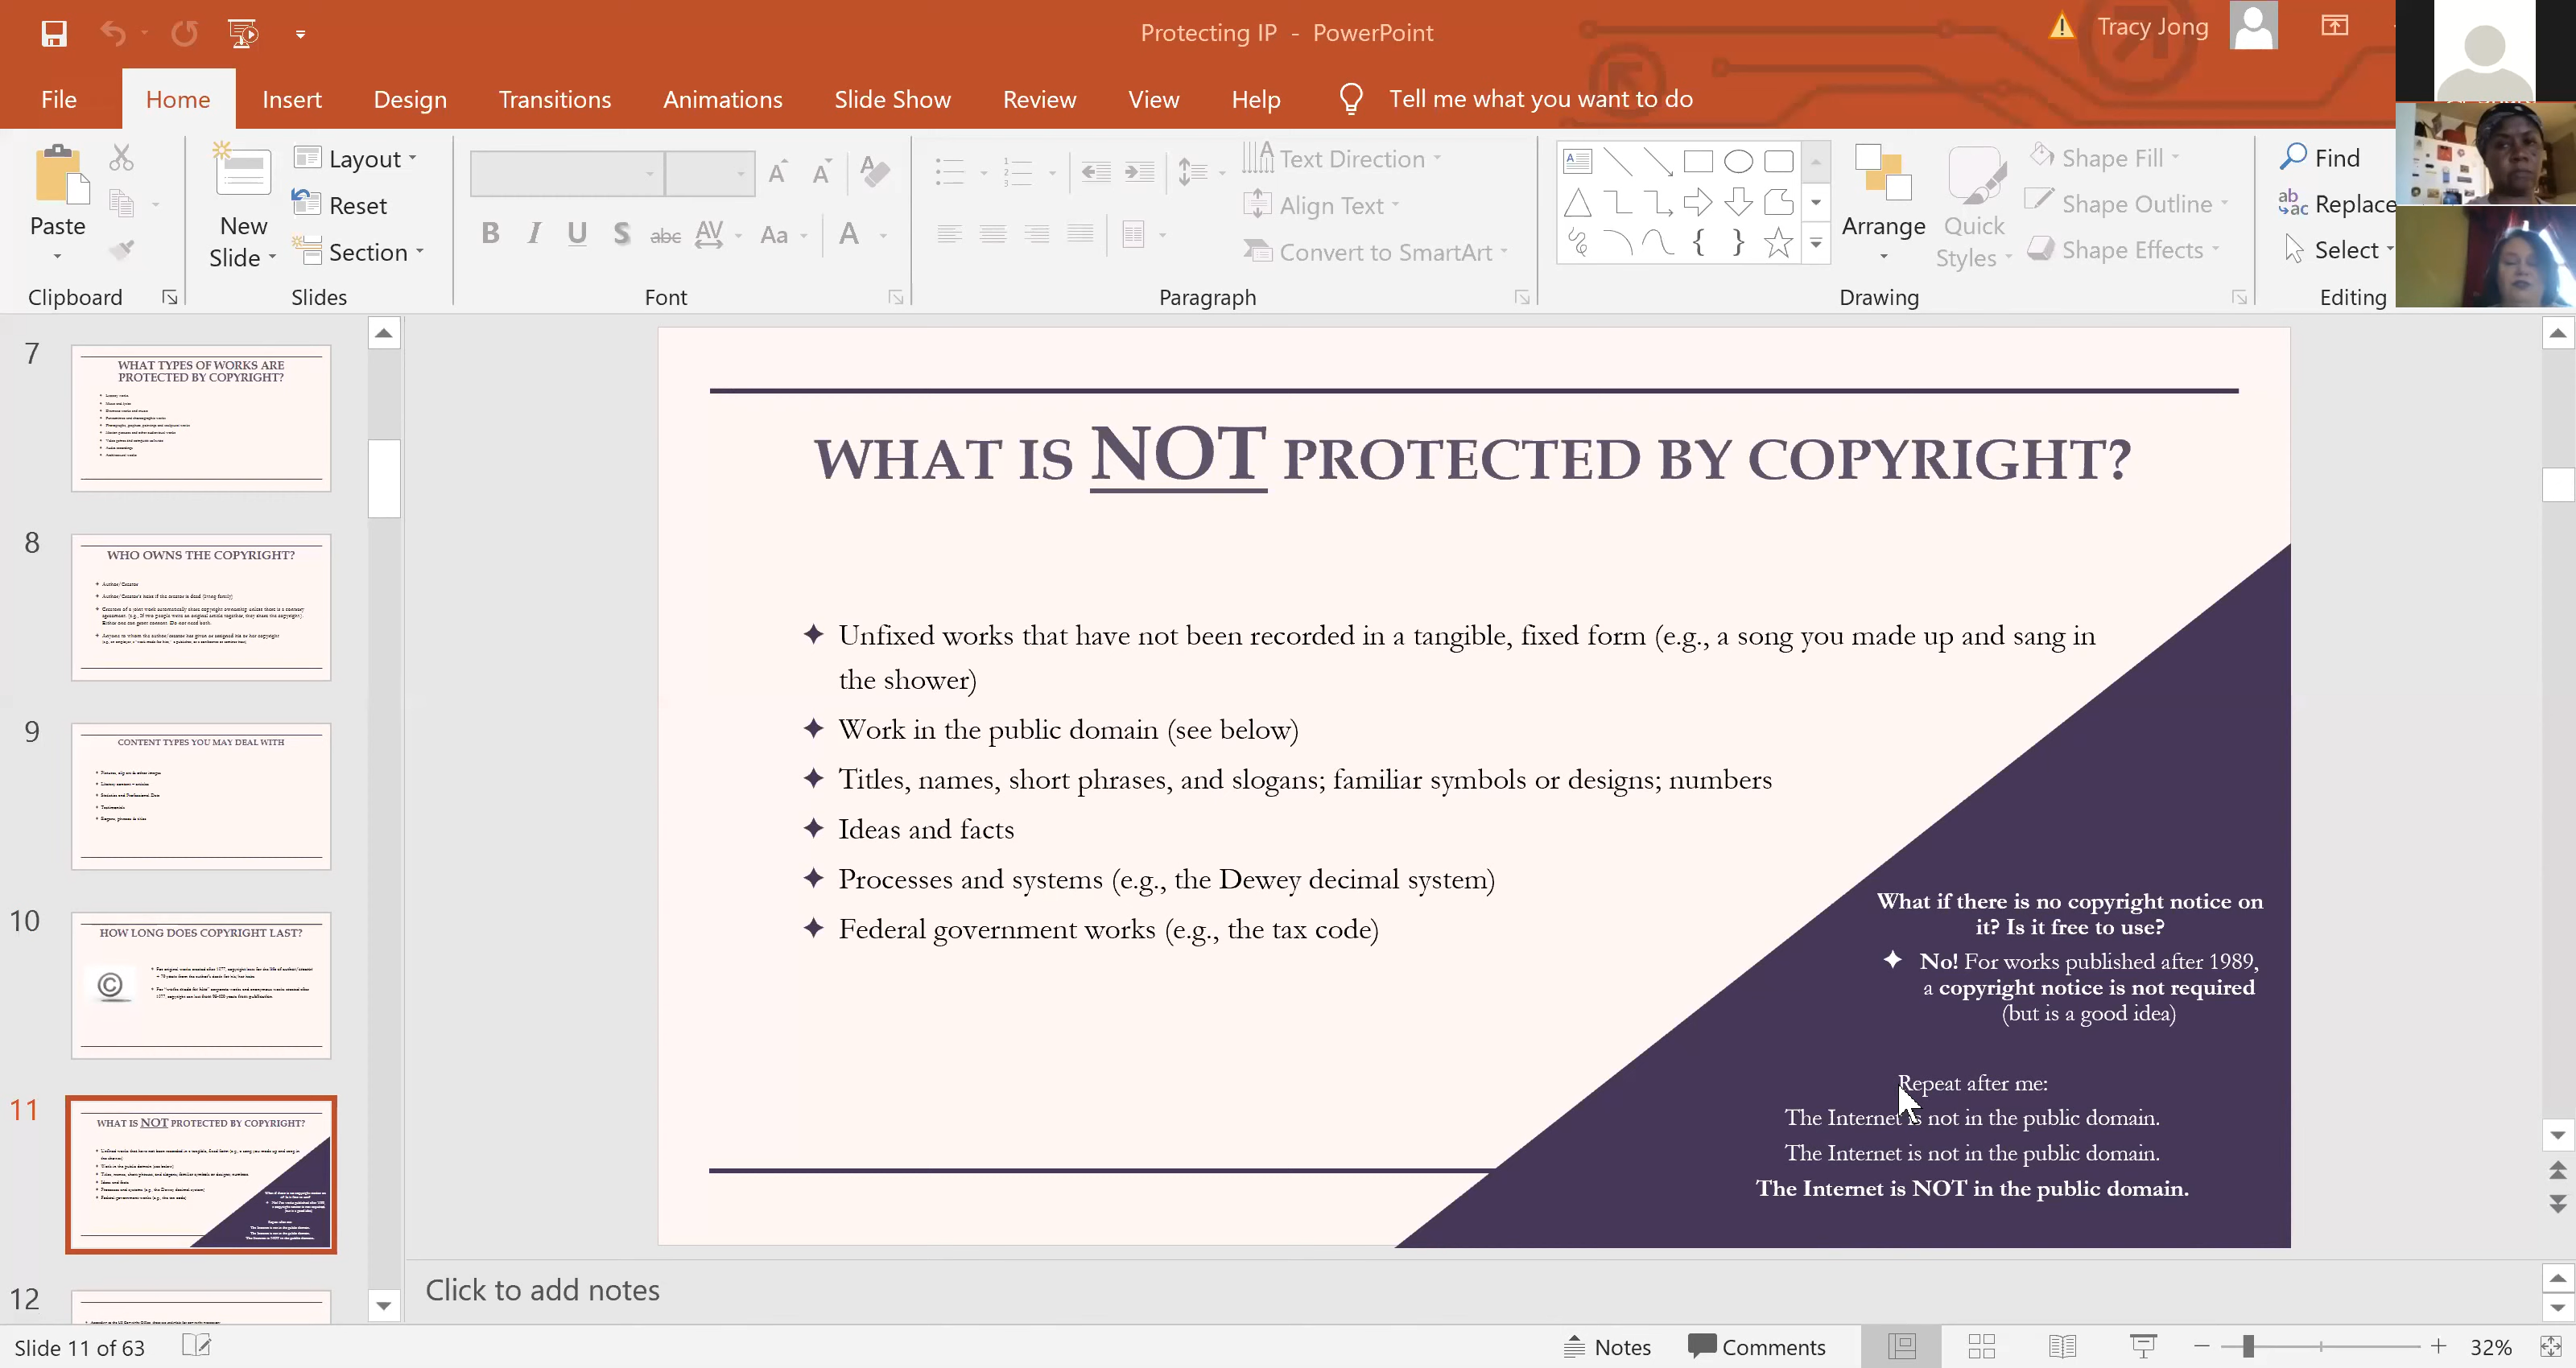 Protecting IP - PowerPoint
Tracy Jong
File Home Insert Design Transitions Animations Slide Show Review View Help Tell me what you want to do
Paste
New Slide
Layout
Reset
Section
Text Direction
Align Text
Convert to SmartArt
Arrange
Quick Styles
Shape Fill
Shape Outline
Shape Effects
Find
Replace
Select
Clipboard Slides Font Paragraph Drawing Editing
7
WHAT TYPES OF WORKS ARE
PROTECTED BY COPYRIGHT?
8
WHO OWNS THE COPYRIGHT?
9
CONTENT TYPES YOU MAY DEAL WITH
10
HOW LONG DOES COPYRIGHT LAST?
11
WHAT IS NOT PROTECTED BY COPYRIGHT?
12
WHAT IS NOT PROTECTED BY COPYRIGHT?
Unfixed works that have not been recorded in a tangible, fixed form (e.g., a song you made up and sang in
the shower)
Work in the public domain (see below)
Titles, names, short phrases, and slogans; familiar symbols or designs; numbers
Ideas and facts
Processes and systems (e.g., the Dewey decimal system)
Federal government works (e.g., the tax code)
What if there is no copyright notice on
it? Is it free to use?
No! For works published after 1989,
a copyright notice is not required
(but is a good idea)
Repeat after me:
The Internet is not in the public domain.
The Internet is not in the public domain.
The Internet is NOT in the public domain.
Click to add notes
Slide 11 of 63
Notes Comments 32%